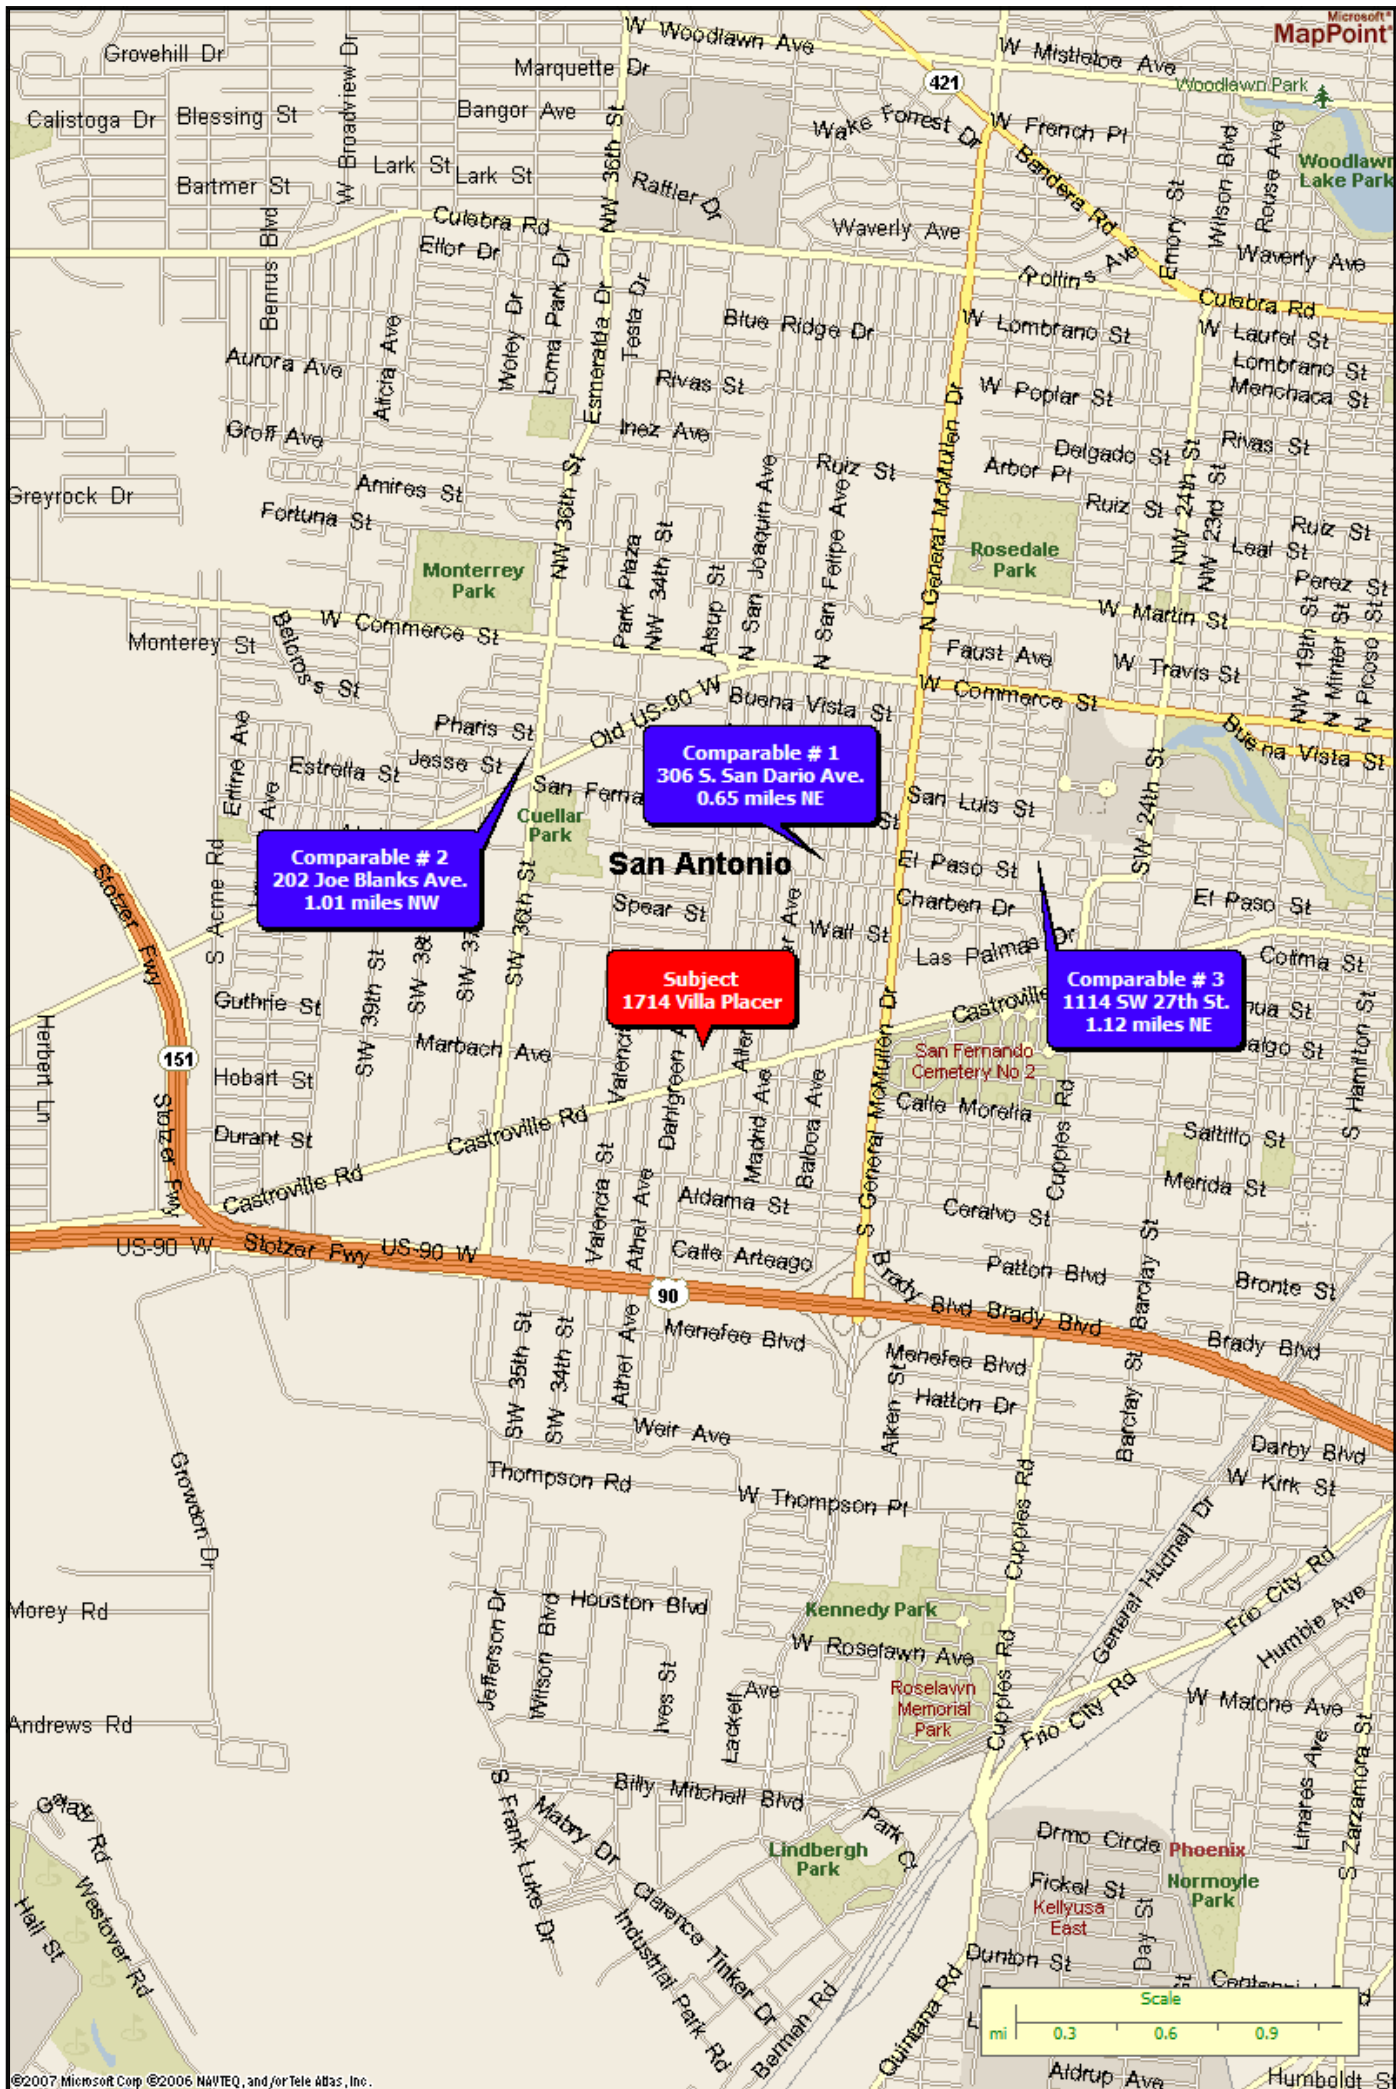 Microsoft®
MapPoint®
W Woodlawn Ave
W Mistletoe Ave
Grovehill Dr
W Broadview Dr
Marquette Dr
421
Woodlawn Park
Calistoga Dr
Blessing St
Bangor Ave
NW 36th St
Wake Forrest Dr
W French Pl
Bandera Rd
Wilson Blvd
Rouse Ave
Woodlawn
Lake Park
Lark St
Lark St
Bartmer St
Raffler Dr
Emory St
Benrus Blvd
Culebra Rd
Waverly Ave
Waverly Ave
Ellor Dr
Rollins Ave
Culebra Rd
Woley Dr
Loma Park Dr
Esmeralda Dr
Testa Dr
Blue Ridge Dr
W Lombrano St
W Laurel St
Aurora Ave
Alicia Ave
Lombrano St
Rivas St
W Poplar St
Menchaca St
Groff Ave
Inez Ave
N General McMullen Dr
Delgado St
Rivas St
Ruiz St
Arbor Pl
Greyrock Dr
Amires St
NW 36th St
N San Joaquin Ave
N San Felipe Ave
Ruiz St
NW 24th St
NW 23rd St
Fortuna St
Ruiz St
Leal St
Monterrey
Park
Park Plaza
NW 34th St
Alsup St
Rosedale
Park
Perez St
W Commerce St
W Martin St
NW 19th St
N Minter St
N Picoso St
Monterey St
Belcross St
Faust Ave
W Travis St
W Commerce St
Old US-90 W
Buena Vista St
Pharis St
Buena Vista St
Erline Ave
Ave
Estrella St
Jesse St
Comparable # 1
306 S. San Dario Ave.
0.65 miles NE
San Ferna
San Luis St
SW 24th St
Cuellar
Park
St
Comparable # 2
202 Joe Blanks Ave.
1.01 miles NW
San Antonio
El Paso St
S Acme Rd
Stotzer Fwy
SW 36th St
Spear St
er Ave
Wall St
Charben Dr
El Paso St
SW 39th St
SW 38t
SW 37
Las Palmas Dr
Colima St
Subject
1714 Villa Placer
Comparable # 3
1114 SW 27th St.
1.12 miles NE
Guthrie St
Castroville
hua St
Herbert Ln
151
Marbach Ave
Valenci
Dahlgreen A
Aller
S General McMullen Dr
San Fernando
Cemetery No 2
algo St
S Hamilton St
Hobart St
Madrid Ave
Balboa Ave
Calle Morelia
Cupples Rd
Stotzer Fwy
Durant St
Castroville Rd
Saltillo St
Castroville Rd
Valencia St
Athel Ave
Aldama St
Ceralvo St
Merida St
US-90 W
Stotzer Fwy
US-90 W
Calle Arteago
Brady Blvd
Patton Blvd
Barclay St
Bronte St
90
Brady Blvd
SW 35th St
SW 34th St
Athel Ave
Menefee Blvd
Menefee Blvd
Brady Blvd
Aiken St
Hatton Dr
Barclay St
Weir Ave
Darby Blvd
Growdon Dr
Thompson Rd
W Thompson Pl
Cupples Rd
W Kirk St
General Hudnell Dr
Frio City Rd
Morey Rd
Jefferson Dr
Wilson Blvd
Houston Blvd
Kennedy Park
Humble Ave
W Roselawn Ave
Ives St
Lackell
Ave
Roselawn
Memorial
Park
Cupples Rd
Frio City Rd
W Malone Ave
Andrews Rd
Linares Ave
S Zarzamora St
S Frank Luke Dr
Billy Mitchell Blvd
Mabry Dr
Park Ct
Lindbergh
Park
Drmo Circle
Phoenix
Westover Rd
Hall St
Clarence Tinker Dr
Industrial Park Rd
Fickel St
Kellyusa
East
Day St
Normoyle
Park
Dunton St
Berman Rd
Quintana Rd
Scale
mi 0.3 0.6 0.9
Aldrup Ave
Humboldt S
©2007 Microsoft Corp ©2006 NAVTEQ, and/or Tele Atlas, Inc.